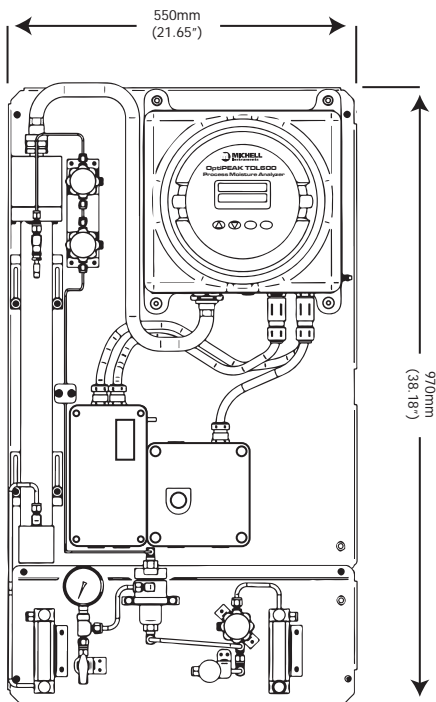 550mm
(21.65")
MICHELL
Instruments
OptiPEAK TDL600
Process Moisture Analyzer
970mm
(38.18")